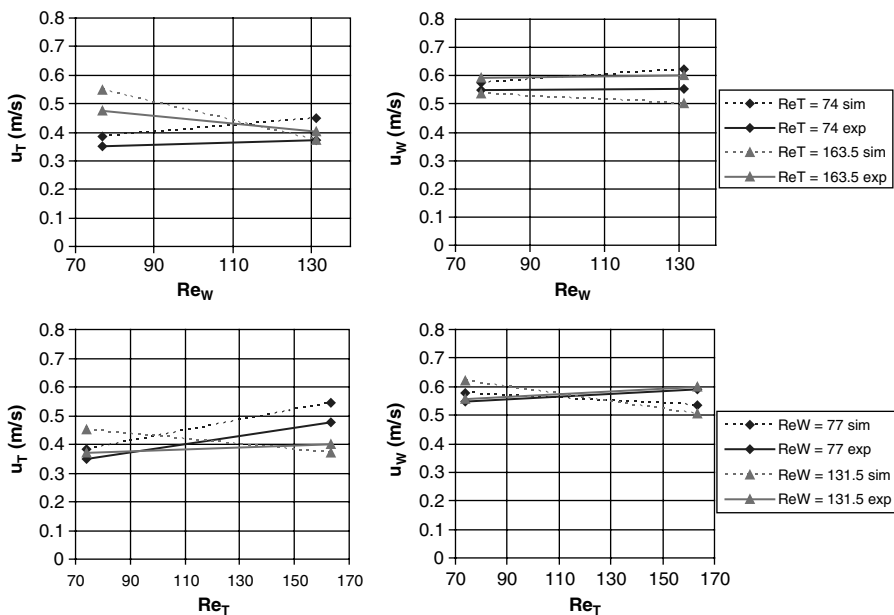 0.8
0.7
0.6
0.5
0.4
0.3
0.2
0.1
0
u_T (m/s)
70 90 110 130
Re_W
0.8
0.7
0.6
0.5
0.4
0.3
0.2
0.1
0
u_W (m/s)
70 90 110 130
Re_W
ReT = 74 sim
ReT = 74 exp
ReT = 163.5 sim
ReT = 163.5 exp
0.8
0.7
0.6
0.5
0.4
0.3
0.2
0.1
0
u_T (m/s)
70 90 110 130 150 170
Re_T
0.8
0.7
0.6
0.5
0.4
0.3
0.2
0.1
0
u_W (m/s)
70 90 110 130 150 170
Re_T
ReW = 77 sim
ReW = 77 exp
ReW = 131.5 sim
ReW = 131.5 exp